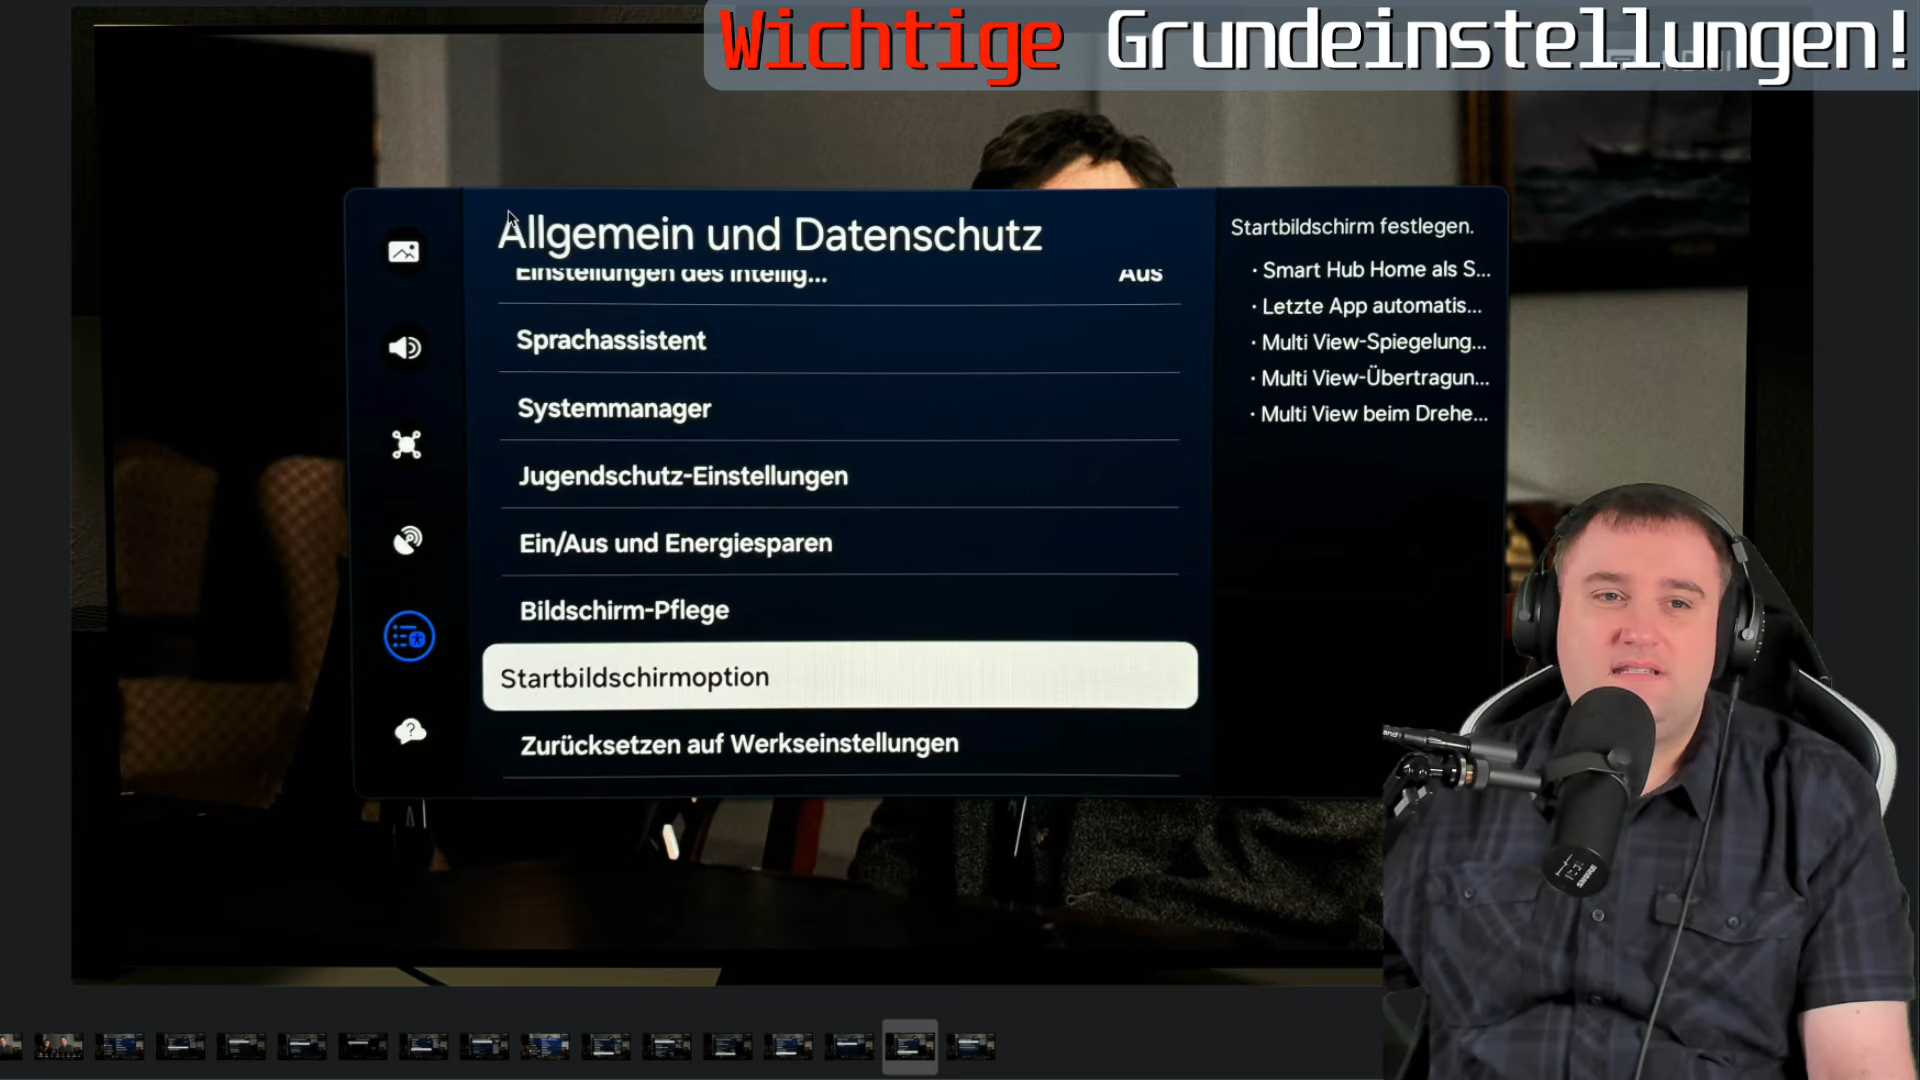 Wichtige Grundeinstellungen!
Allgemein und Datenschutz
Einstellungen des intellig... Aus
Sprachassistent
Systemmanager
Jugendschutz-Einstellungen
Ein/Aus und Energiesparen
Bildschirm-Pflege
Startbildschirmoption
Zurücksetzen auf Werkseinstellungen
Startbildschirm festlegen.
· Smart Hub Home als S...
· Letzte App automatis...
· Multi View-Spiegelung...
· Multi View-Übertragun...
· Multi View beim Drehe...